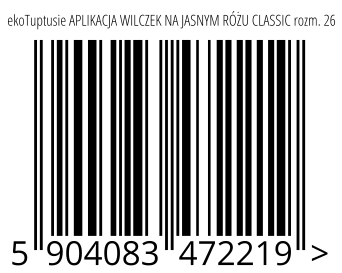 ekoTuptusie APLIKACJA WILCZEK NA JASNYM RÓŻU CLASSIC rozm. 26
5 904083 472219 >